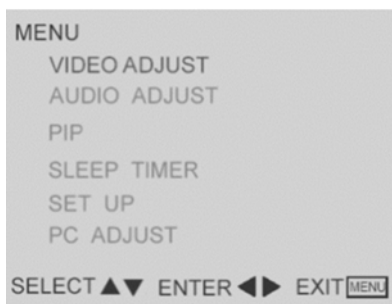 MENU
VIDEO ADJUST
AUDIO ADJUST
PIP
SLEEP TIMER
SET UP
PC ADJUST
SELECT▲▼ ENTER◀▶ EXIT MENU